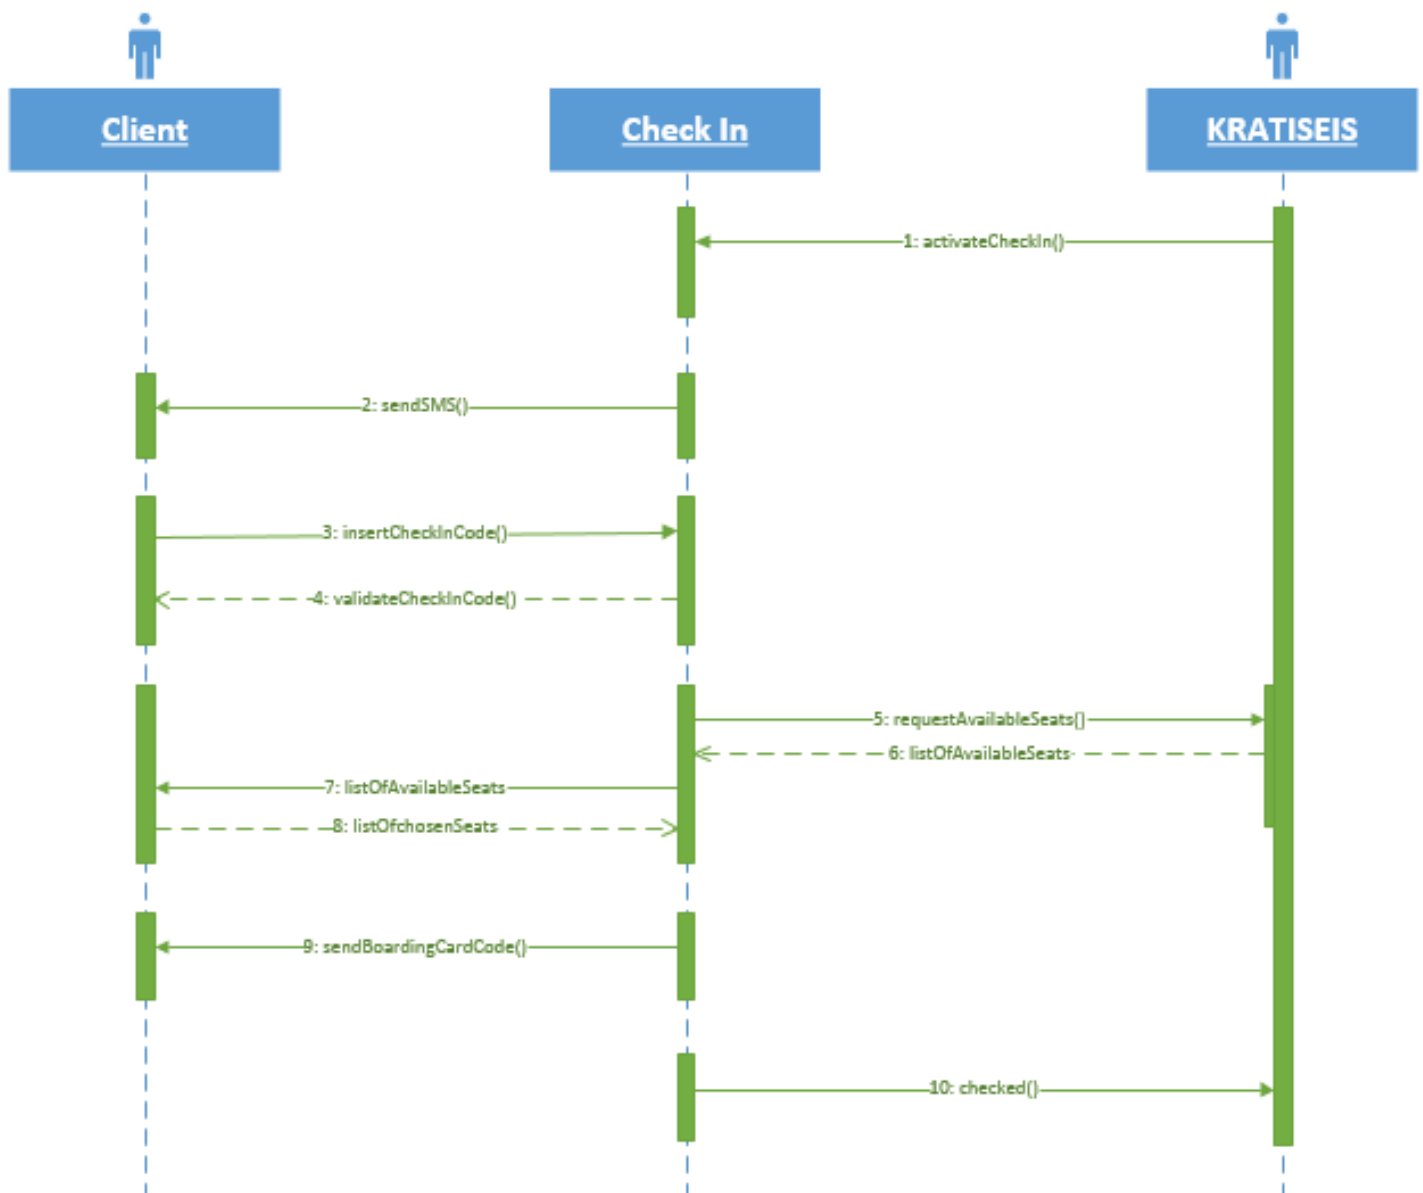 Client
Check In
KRATISEIS
1: activateCheckIn()
2: sendSMS()
3: insertCheckInCode()
4: validateCheckInCode()
5: requestAvailableSeats()
6: listOfAvailableSeats
7: listOfAvailableSeats
8: listOfchosenSeats
9: sendBoardingCardCode()
10: checked()